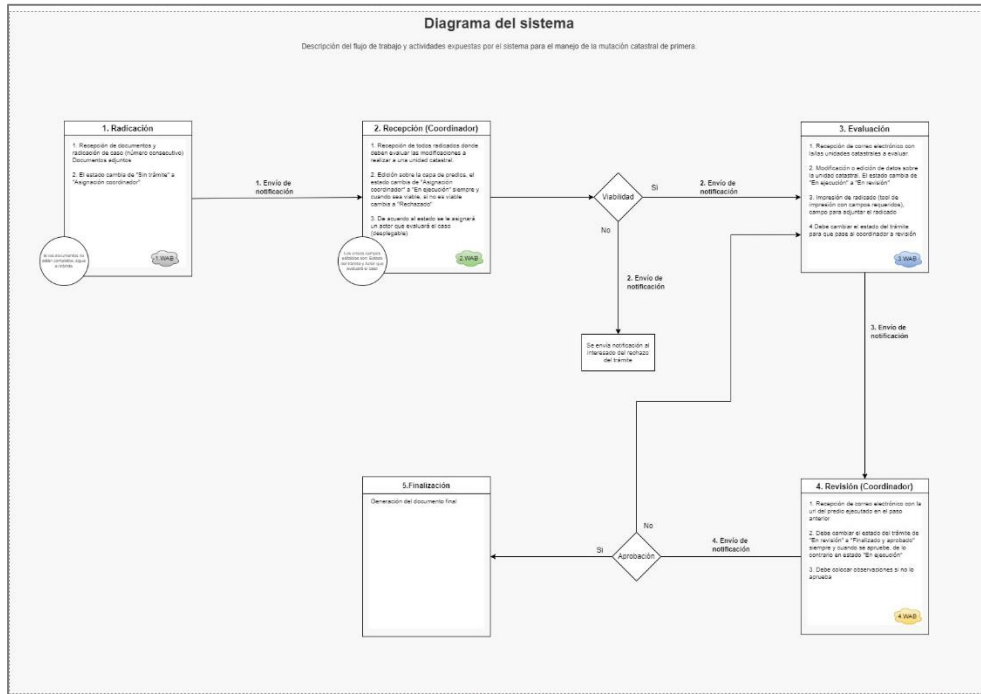 Diagrama del sistema
Descripción del flujo de trabajo y actividades expuestas por el sistema para el manejo de la mutación catastral de primera.
1. Radicación
1. Recepción de documentos y
radicación de caso (número consecutivo)
Documentos adjuntos
2. El estado cambia de "Sin trámite" a
"Asignación coordinador"
1.WAB
1. Envío de
notificación
2. Recepción (Coordinador)
1. Recepción de todos radicados donde
deben evaluar las modificaciones a
realizar a una unidad catastral.
2. Edición sobre la capa de predios, el
estado cambia de "Asignación
coordinador" a "En ejecución" siempre y
cuando sea viable, si no es viable
cambia a "Rechazado"
3. De acuerdo al estado se le asignará
un actor que evaluará el caso
(desplegable)
2.WAB
Viabilidad
Si
No
2. Envío de
notificación
2. Envío de
notificación
Se envía notificación al
interesado del rechazo
del trámite
3. Evaluación
1. Recepción de correo electrónico con
la/las unidades catastrales a evaluar.
2. Modificación o edición de datos sobre
la unidad catastral. El estado cambia de
"En ejecución" a "En revisión"
3. Impresión de radicado (tool de
impresión con campos requeridos),
campo para adjuntar el radicado
4 Debe cambiar el estado del trámite
para que pase al coordinador a revisión
3.WAB
3. Envío de
notificación
4. Revisión (Coordinador)
1. Recepción de correo electrónico con la
url del predio ejecutado en el paso
anterior
2. Debe cambiar el estado del trámite de
"En revisión" a "Finalizado y aprobado"
siempre y cuando se apruebe, de lo
contrario en estado "En ejecución"
3. Debe colocar observaciones si no lo
aprueba
4.WAB
4. Envío de
notificación
Aprobación
No
Si
5.Finalización
Generación del documento final